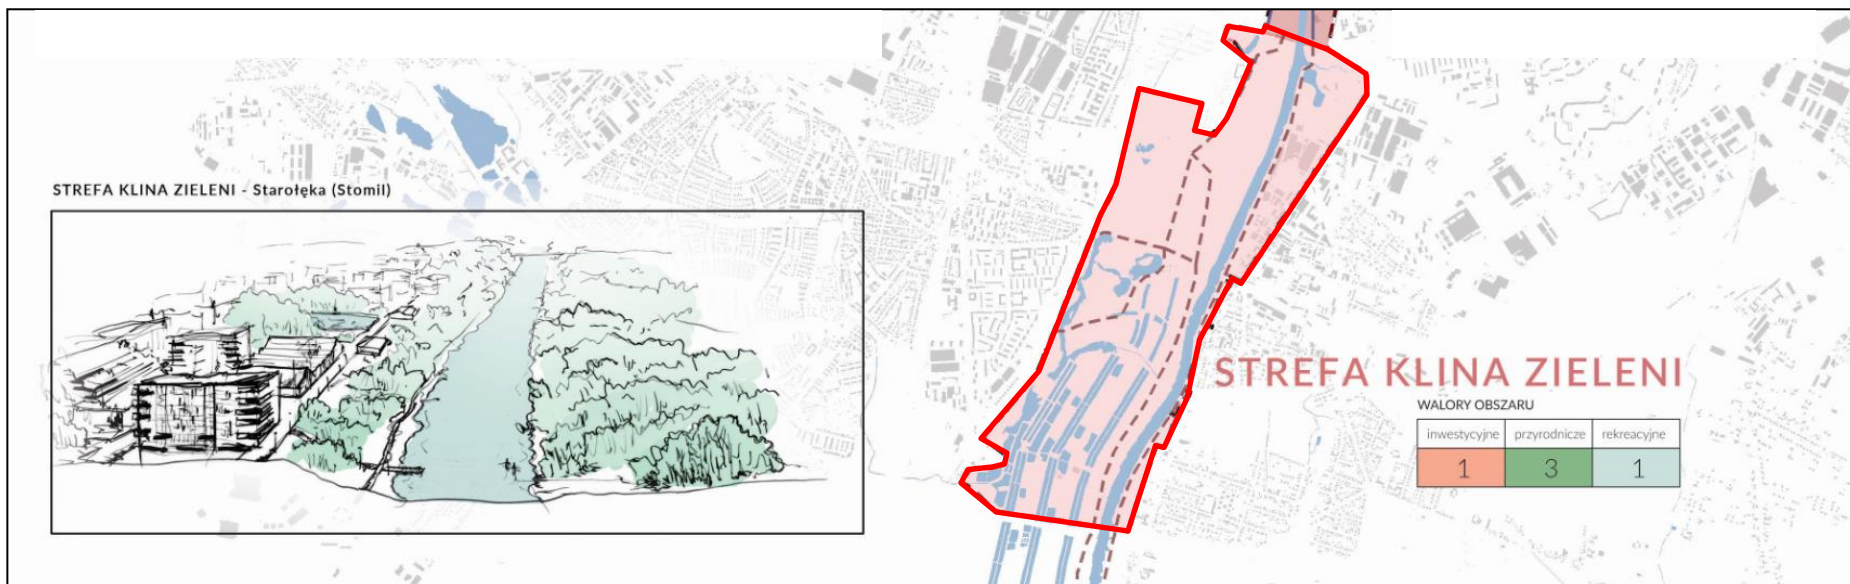 STREFA KLINA ZIELENI - Starołęka (Stomil)
STREFA KLINA ZIELENI
WALORY OBSZARU
inwestycyjne przyrodnicze rekreacyjne
1 3 1